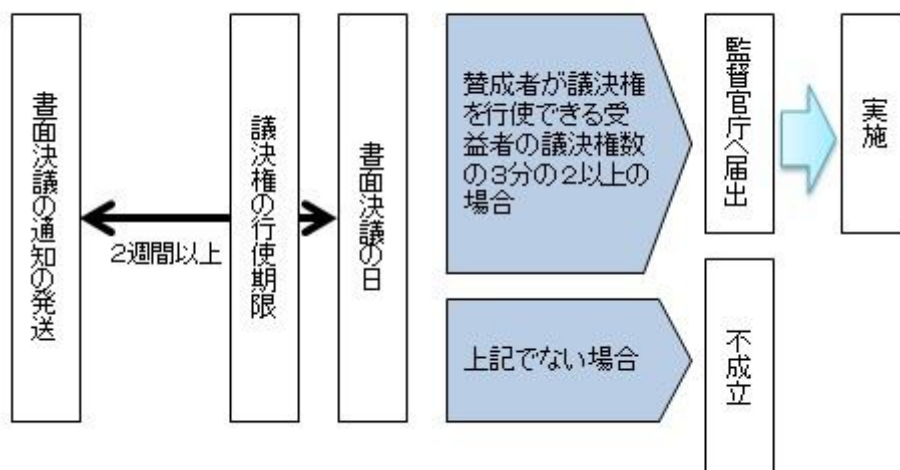 書面決議の通知の発送
2週間以上
議決権の行使期限
書面決議の日
賛成者が議決権
を行使できる受
益者の議決権数
の3分の2以上の
場合
監督官庁へ届出
実施
上記でない場合
不成立